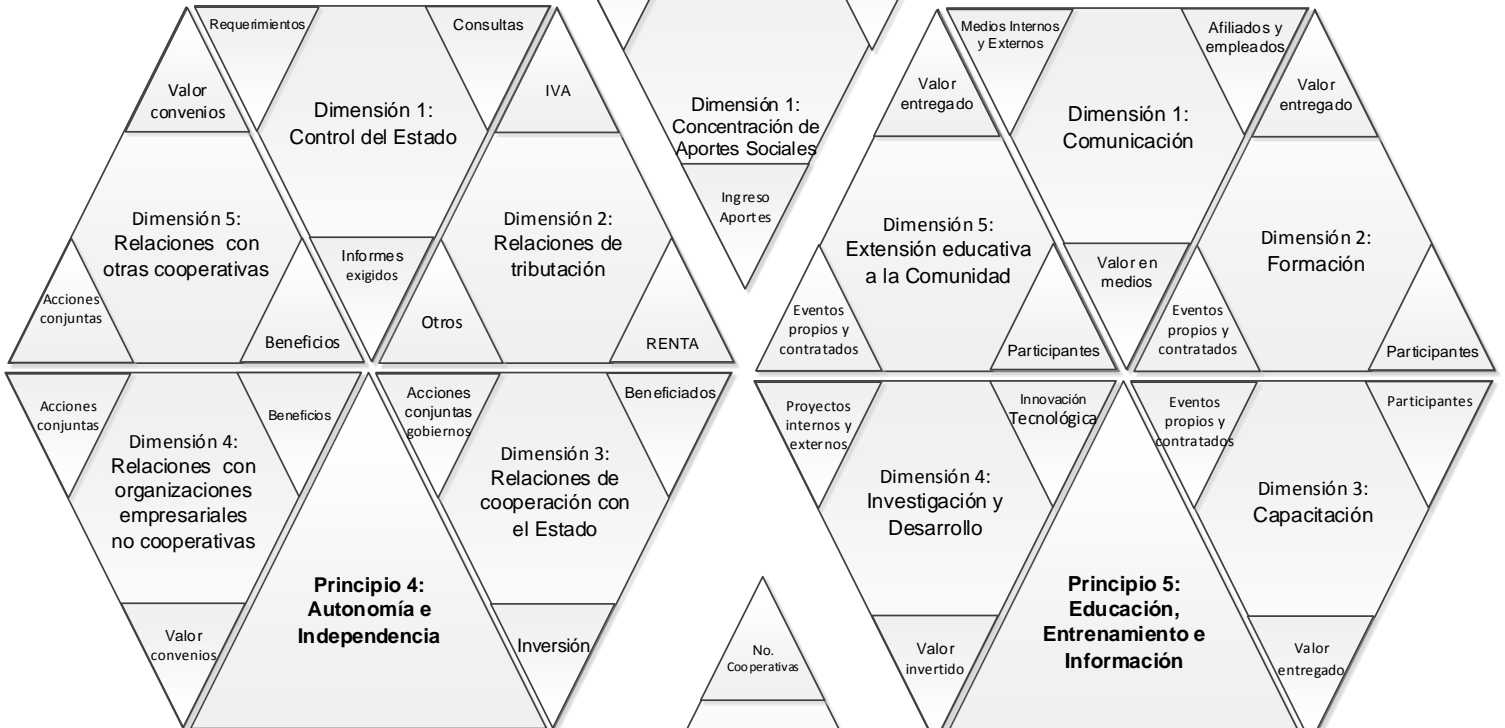 Requerimientos
Consultas
Valor
convenios
Dimensión 1:
Control del Estado
IVA
Dimensión 5:
Relaciones con
otras cooperativas
Dimensión 2:
Relaciones de
tributación
Informes
exigidos
Acciones
conjuntas
Beneficios
Otros
RENTA
Acciones
conjuntas
Beneficios
Acciones
conjuntas
gobiernos
Beneficiados
Dimensión 4:
Relaciones con
organizaciones
empresariales
no cooperativas
Dimensión 3:
Relaciones de
cooperación con
el Estado
Principio 4:
Autonomía e
Independencia
Valor
convenios
Inversión
Dimensión 1:
Concentración de
Aportes Sociales
Ingreso
Aportes
No.
Cooperativas
Medios Internos
y Externos
Afiliados y
empleados
Valor
entregado
Dimensión 1:
Comunicación
Valor
entregado
Dimensión 5:
Extensión educativa
a la Comunidad
Dimensión 2:
Formación
Valor en
medios
Eventos
propios y
contratados
Participantes
Eventos
propios y
contratados
Participantes
Proyectos
internos y
externos
Innovación
Tecnológica
Eventos
propios y
contratados
Participantes
Dimensión 4:
Investigación y
Desarrollo
Dimensión 3:
Capacitación
Principio 5:
Educación,
Entrenamiento e
Información
Valor
invertido
Valor
entregado